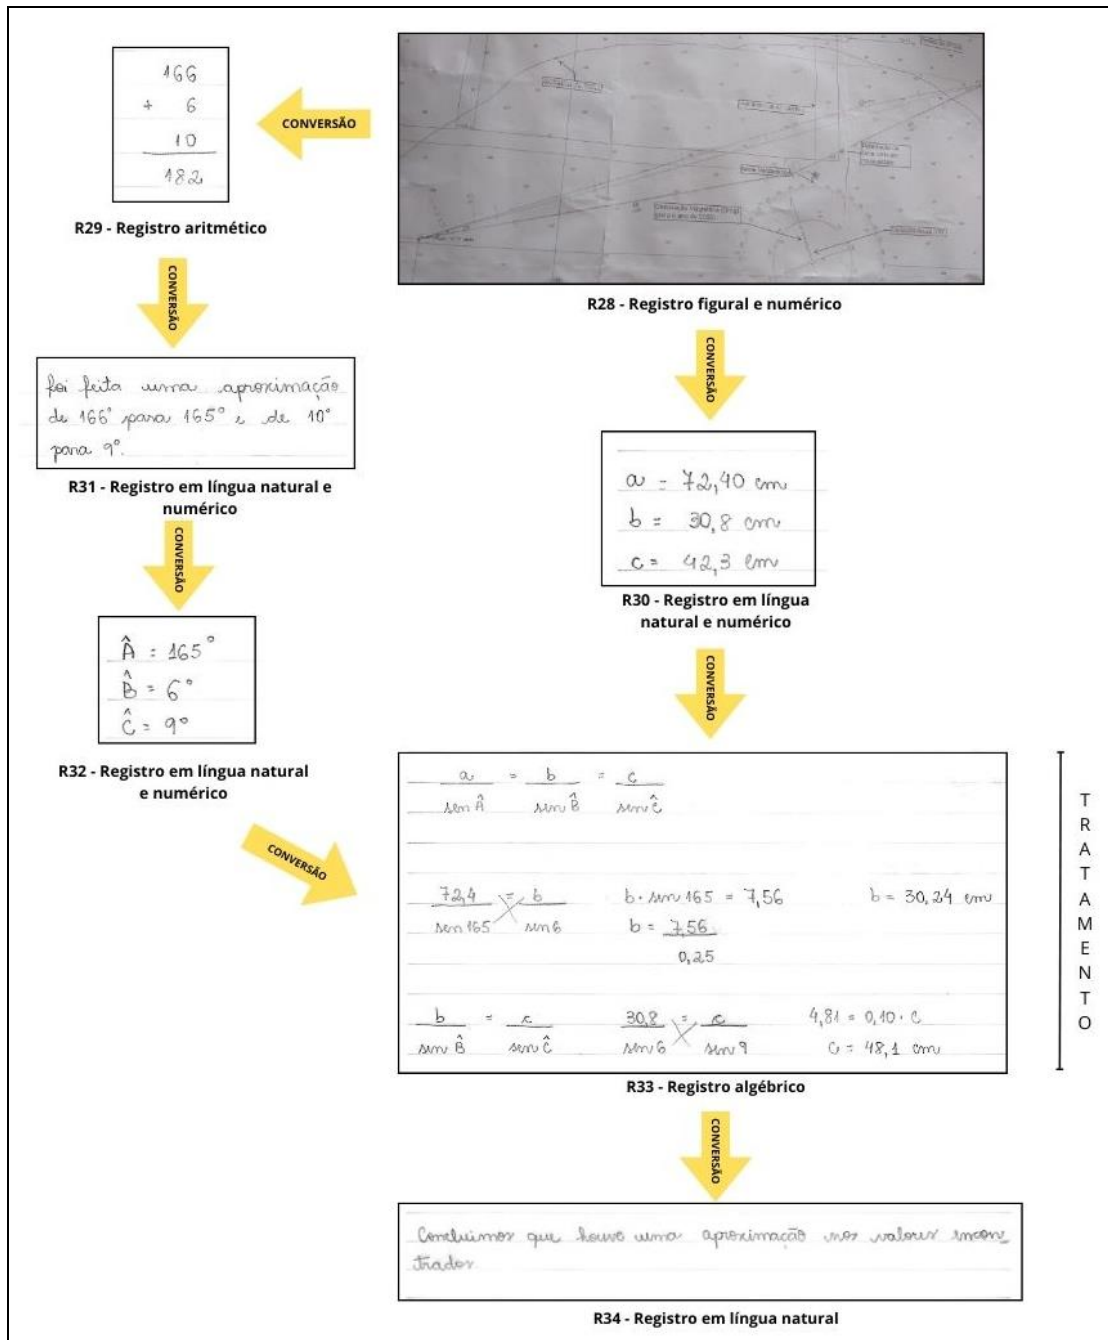 166
+ 6
10
182
R29 - Registro aritmético
CONVERSÃO
R28 - Registro figural e numérico
CONVERSÃO
foi feita uma aproximação
de 166° para 165° e de 10°
para 9°.
R31 - Registro em língua natural e
numérico
CONVERSÃO
Â = 165°
B̂ = 6°
Ĉ = 9°
R32 - Registro em língua natural
e numérico
CONVERSÃO
CONVERSÃO
a = 72,40 cm
b = 30,8 cm
c = 42,3 cm
R30 - Registro em língua
natural e numérico
CONVERSÃO
a = b = c
sen Â sen B̂ sen Ĉ
72,4 = b b · sen 165 = 7,56 b = 30,24 cm
sen 165 sen 6 b = 7,56
0,25
b = c 30,8 = c 4,81 = 0,10 · c
sen B̂ sen Ĉ sen 6 sen 9 c = 48,1 cm
R33 - Registro algébrico
TRATAMENTO
CONVERSÃO
Concluimos que houve uma aproximação nos valores encon-
trados
R34 - Registro em língua natural